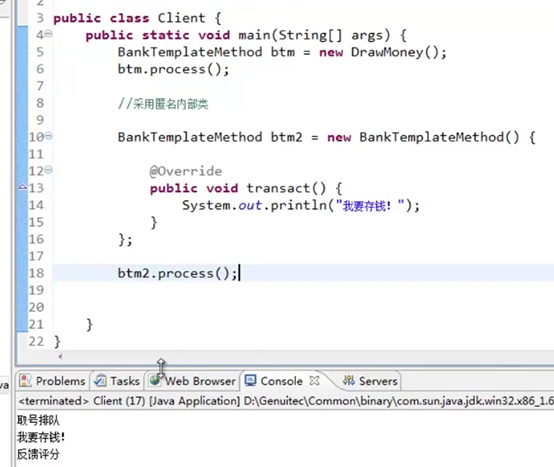 3 public class Client {
4 public static void main(String[] args) {
5 BankTemplateMethod btm = new DrawMoney();
6 btm.process();
7
8 //采用匿名内部类
9
10 BankTemplateMethod btm2 = new BankTemplateMethod() {
11
12 @Override
13 public void transact() {
14 System.out.println("我要存钱！");
15 }
16 };
17
18 btm2.process();
19
20
21 }
22 }
Problems Tasks Web Browser Console Servers
<terminated> Client (17) [Java Application] D:\Genuitec\Common\binary\com.sun.java.jdk.win32.x86_1.6
取号排队
我要存钱！
反馈评分